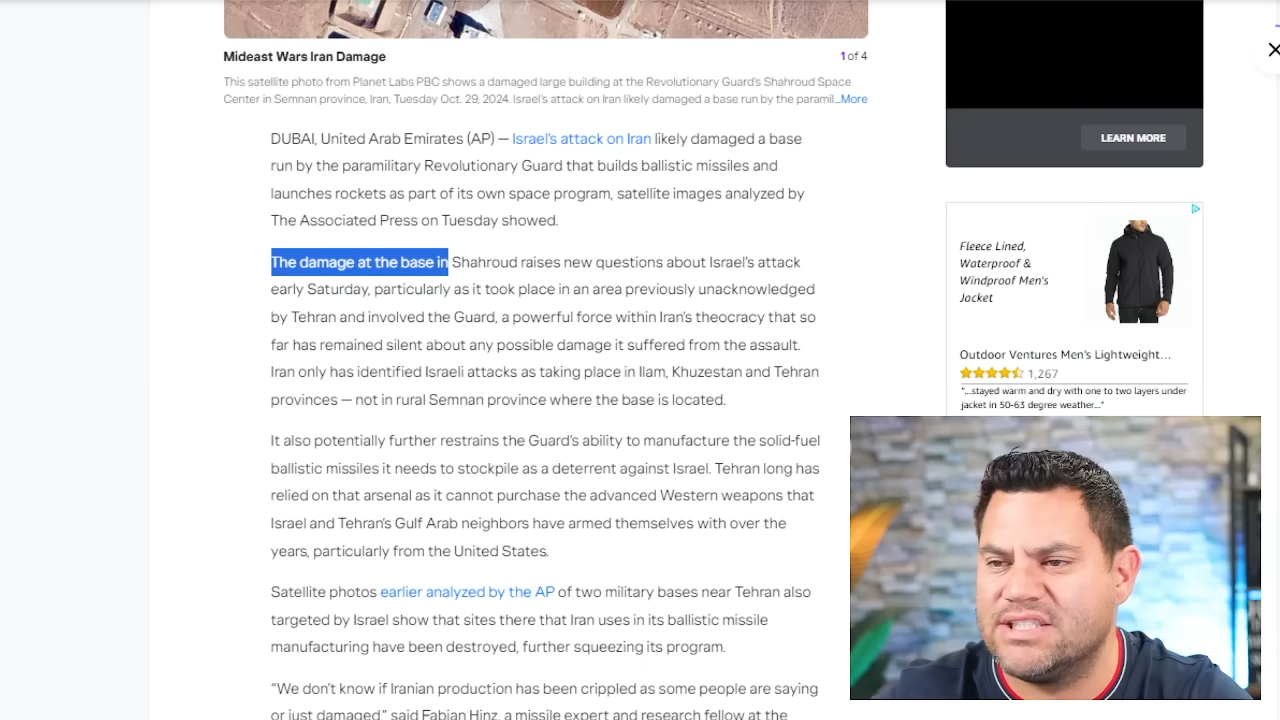 Mideast Wars Iran Damage
1 of 4
This satellite photo from Planet Labs PBC shows a damaged large building at the Revolutionary Guard's Shahroud Space
Center in Semnan province, Iran, Tuesday Oct. 29, 2024. Israel's attack on Iran likely damaged a base run by the paramil...More
DUBAI, United Arab Emirates (AP) — Israel's attack on Iran likely damaged a base
run by the paramilitary Revolutionary Guard that builds ballistic missiles and
launches rockets as part of its own space program, satellite images analyzed by
The Associated Press on Tuesday showed.
The damage at the base in Shahroud raises new questions about Israel's attack
early Saturday, particularly as it took place in an area previously unacknowledged
by Tehran and involved the Guard, a powerful force within Iran's theocracy that so
far has remained silent about any possible damage it suffered from the assault.
Iran only has identified Israeli attacks as taking place in Ilam, Khuzestan and Tehran
provinces — not in rural Semnan province where the base is located.
It also potentially further restrains the Guard's ability to manufacture the solid-fuel
ballistic missiles it needs to stockpile as a deterrent against Israel. Tehran long has
relied on that arsenal as it cannot purchase the advanced Western weapons that
Israel and Tehran's Gulf Arab neighbors have armed themselves with over the
years, particularly from the United States.
Satellite photos earlier analyzed by the AP of two military bases near Tehran also
targeted by Israel show that sites there that Iran uses in its ballistic missile
manufacturing have been destroyed, further squeezing its program.
“We don't know if Iranian production has been crippled as some people are saying
or just damaged,” said Fabian Hinz, a missile expert and research fellow at the
LEARN MORE
Fleece Lined,
Waterproof &
Windproof Men's
Jacket
Outdoor Ventures Men's Lightweight...
1,267
"...stayed warm and dry with one to two layers under
jacket in 50-63 degree weather..."